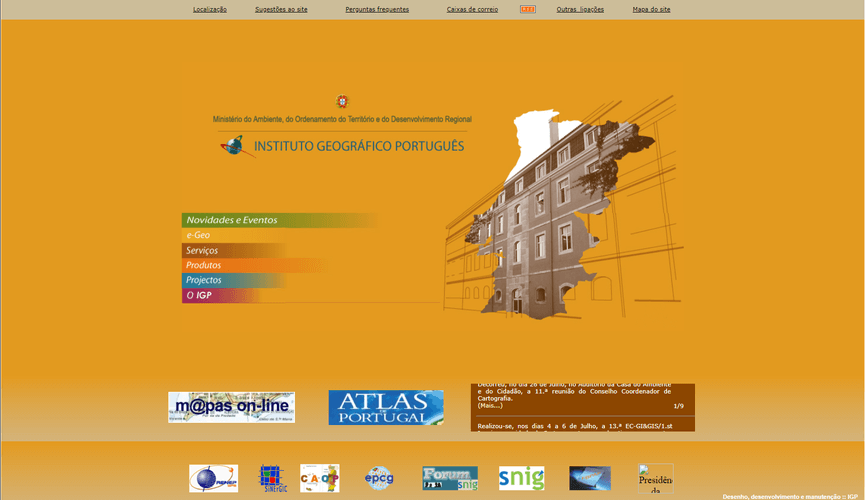 Localização Sugestões ao site Perguntas frequentes Caixas de correio RSS Outras ligações Mapa do site
Ministério do Ambiente, do Ordenamento do Território e do Desenvolvimento Regional
INSTITUTO GEOGRÁFICO PORTUGUÊS
Novidades e Eventos
e-Geo
Serviços
Produtos
Projectos
O IGP
m@pas on-line
ATLAS
DE PORTUGAL
Decorreu, no dia 26 de Julho, no Auditório da Casa do Ambiente
e do Cidadão, a 11.ª reunião do Conselho Coordenador de
Cartografia.
(Mais...) 1/9
Realizou-se, nos dias 4 a 6 de Julho, a 13.ª EC-GI&GIS/1.st
SINErGIC
CAOP
epcg
Forum
snig
snig
Presidên
da
Desenho, desenvolvimento e manutenção :: IGP